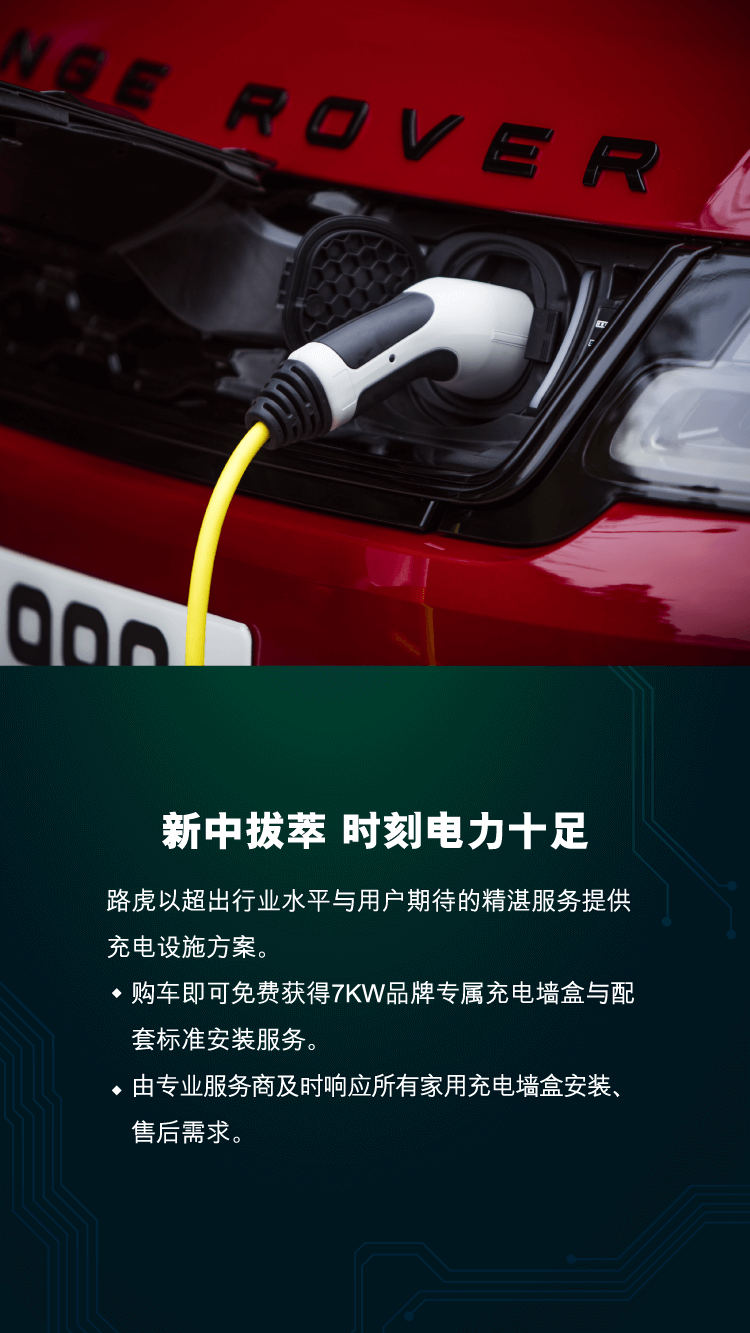 NGE ROVER
新中拔萃 时刻电力十足
路虎以超出行业水平与用户期待的精湛服务提供
充电设施方案。
购车即可免费获得7KW品牌专属充电墙盒与配
套标准安装服务。
由专业服务商及时响应所有家用充电墙盒安装、
售后需求。